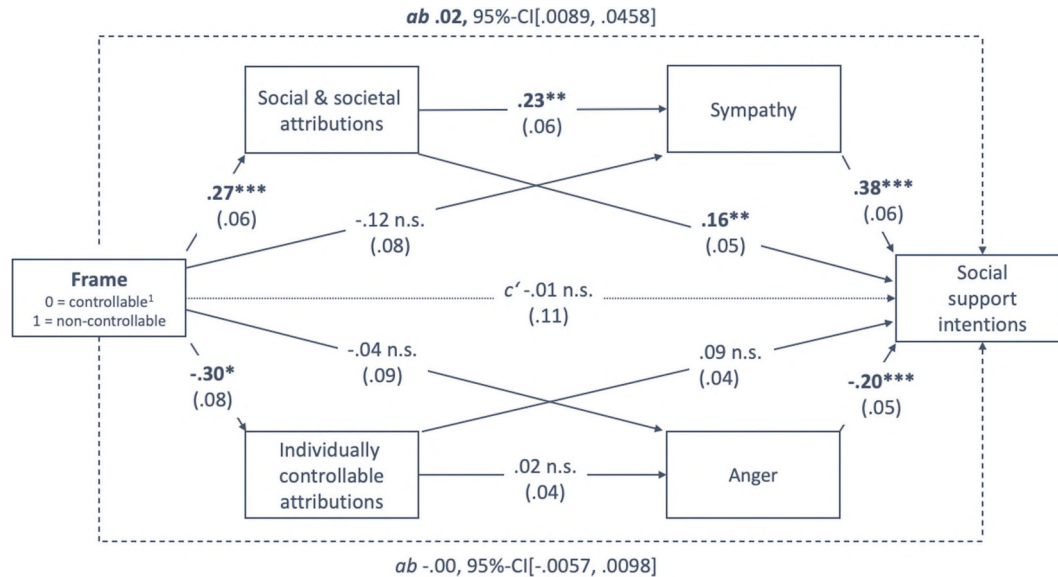 ab .02, 95%-CI[.0089, .0458]
Social & societal
attributions
.23**
(.06)
Sympathy
.27***
(.06)
-.12 n.s.
(.08)
.16**
(.05)
.38***
(.06)
Frame
0 = controllable¹
1 = non-controllable
c′ -.01 n.s.
(.11)
Social
support
intentions
-.30*
(.08)
-.04 n.s.
(.09)
.09 n.s.
(.04)
-.20***
(.05)
Individually
controllable
attributions
.02 n.s.
(.04)
Anger
ab -.00, 95%-CI[-.0057, .0098]